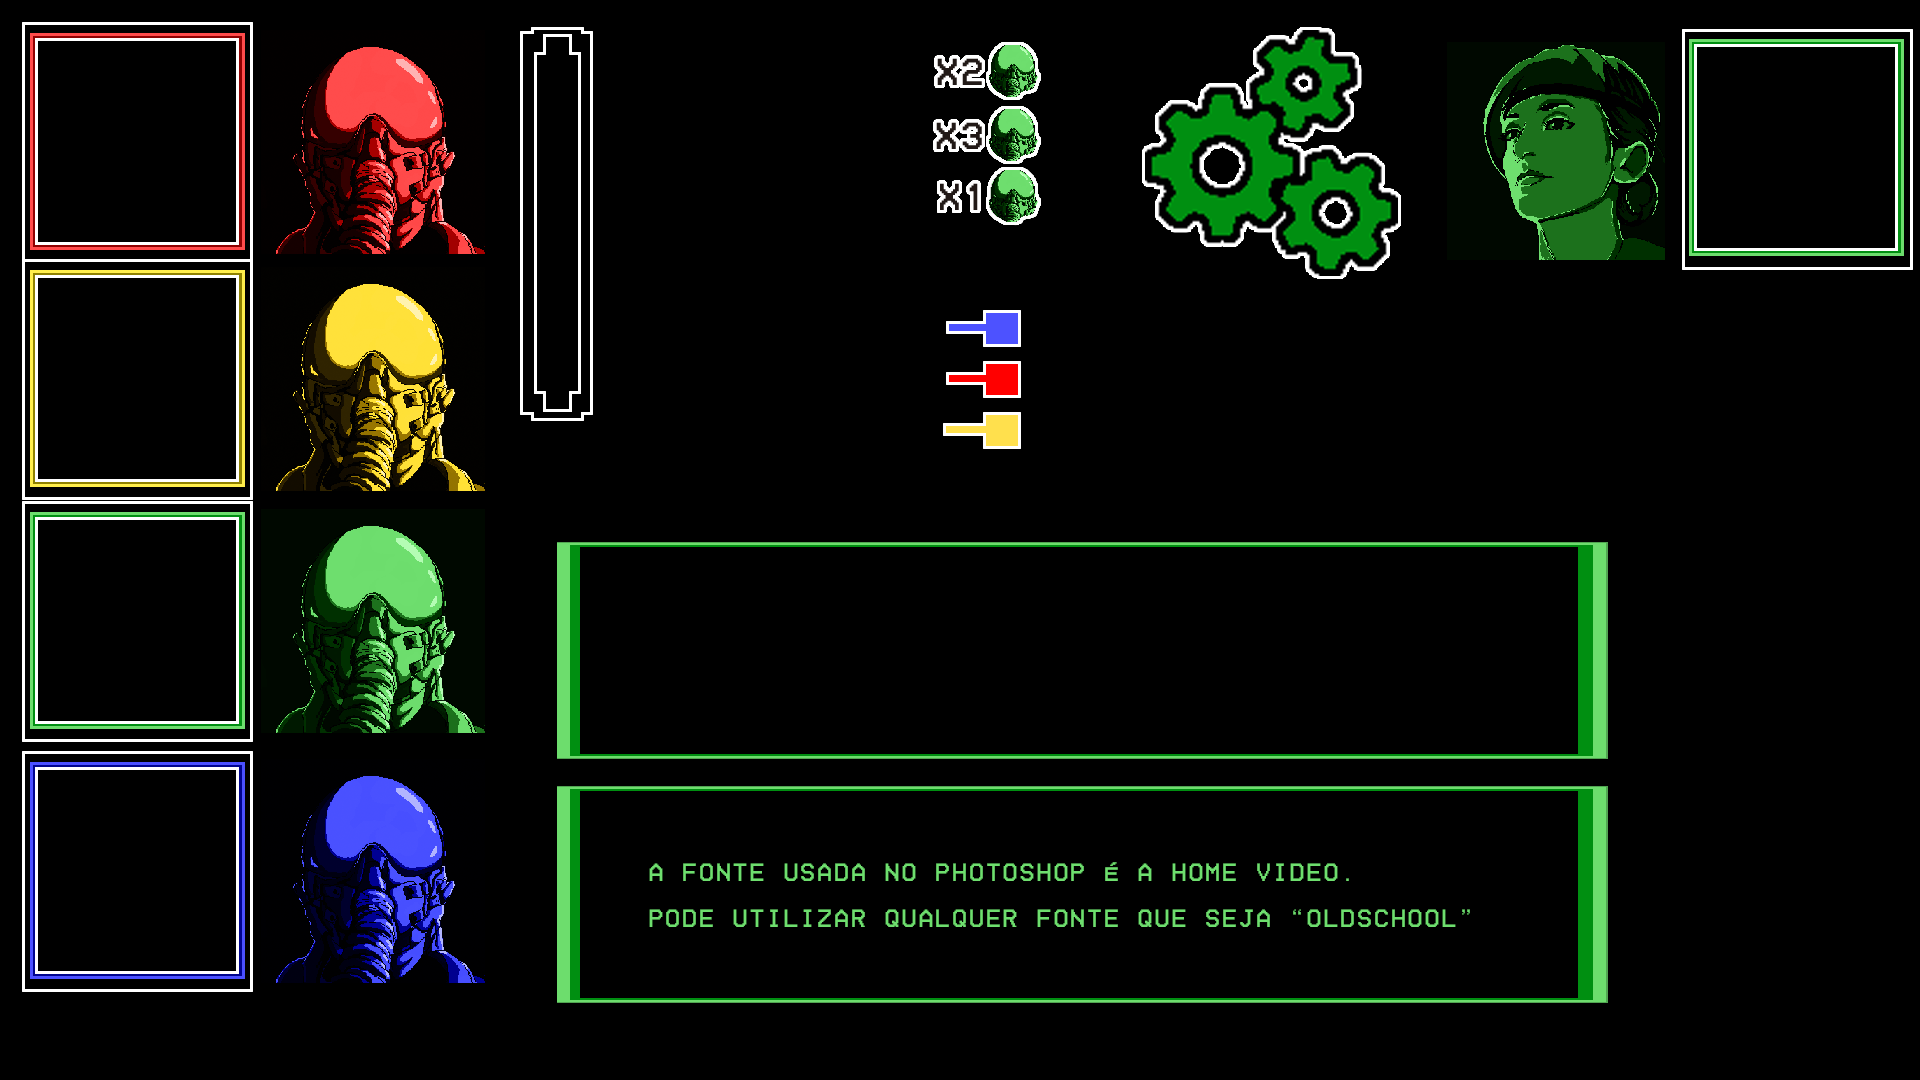 X2
X3
X1
A FONTE USADA NO PHOTOSHOP É A HOME VIDEO.
PODE UTILIZAR QUALQUER FONTE QUE SEJA “OLDSCHOOL”